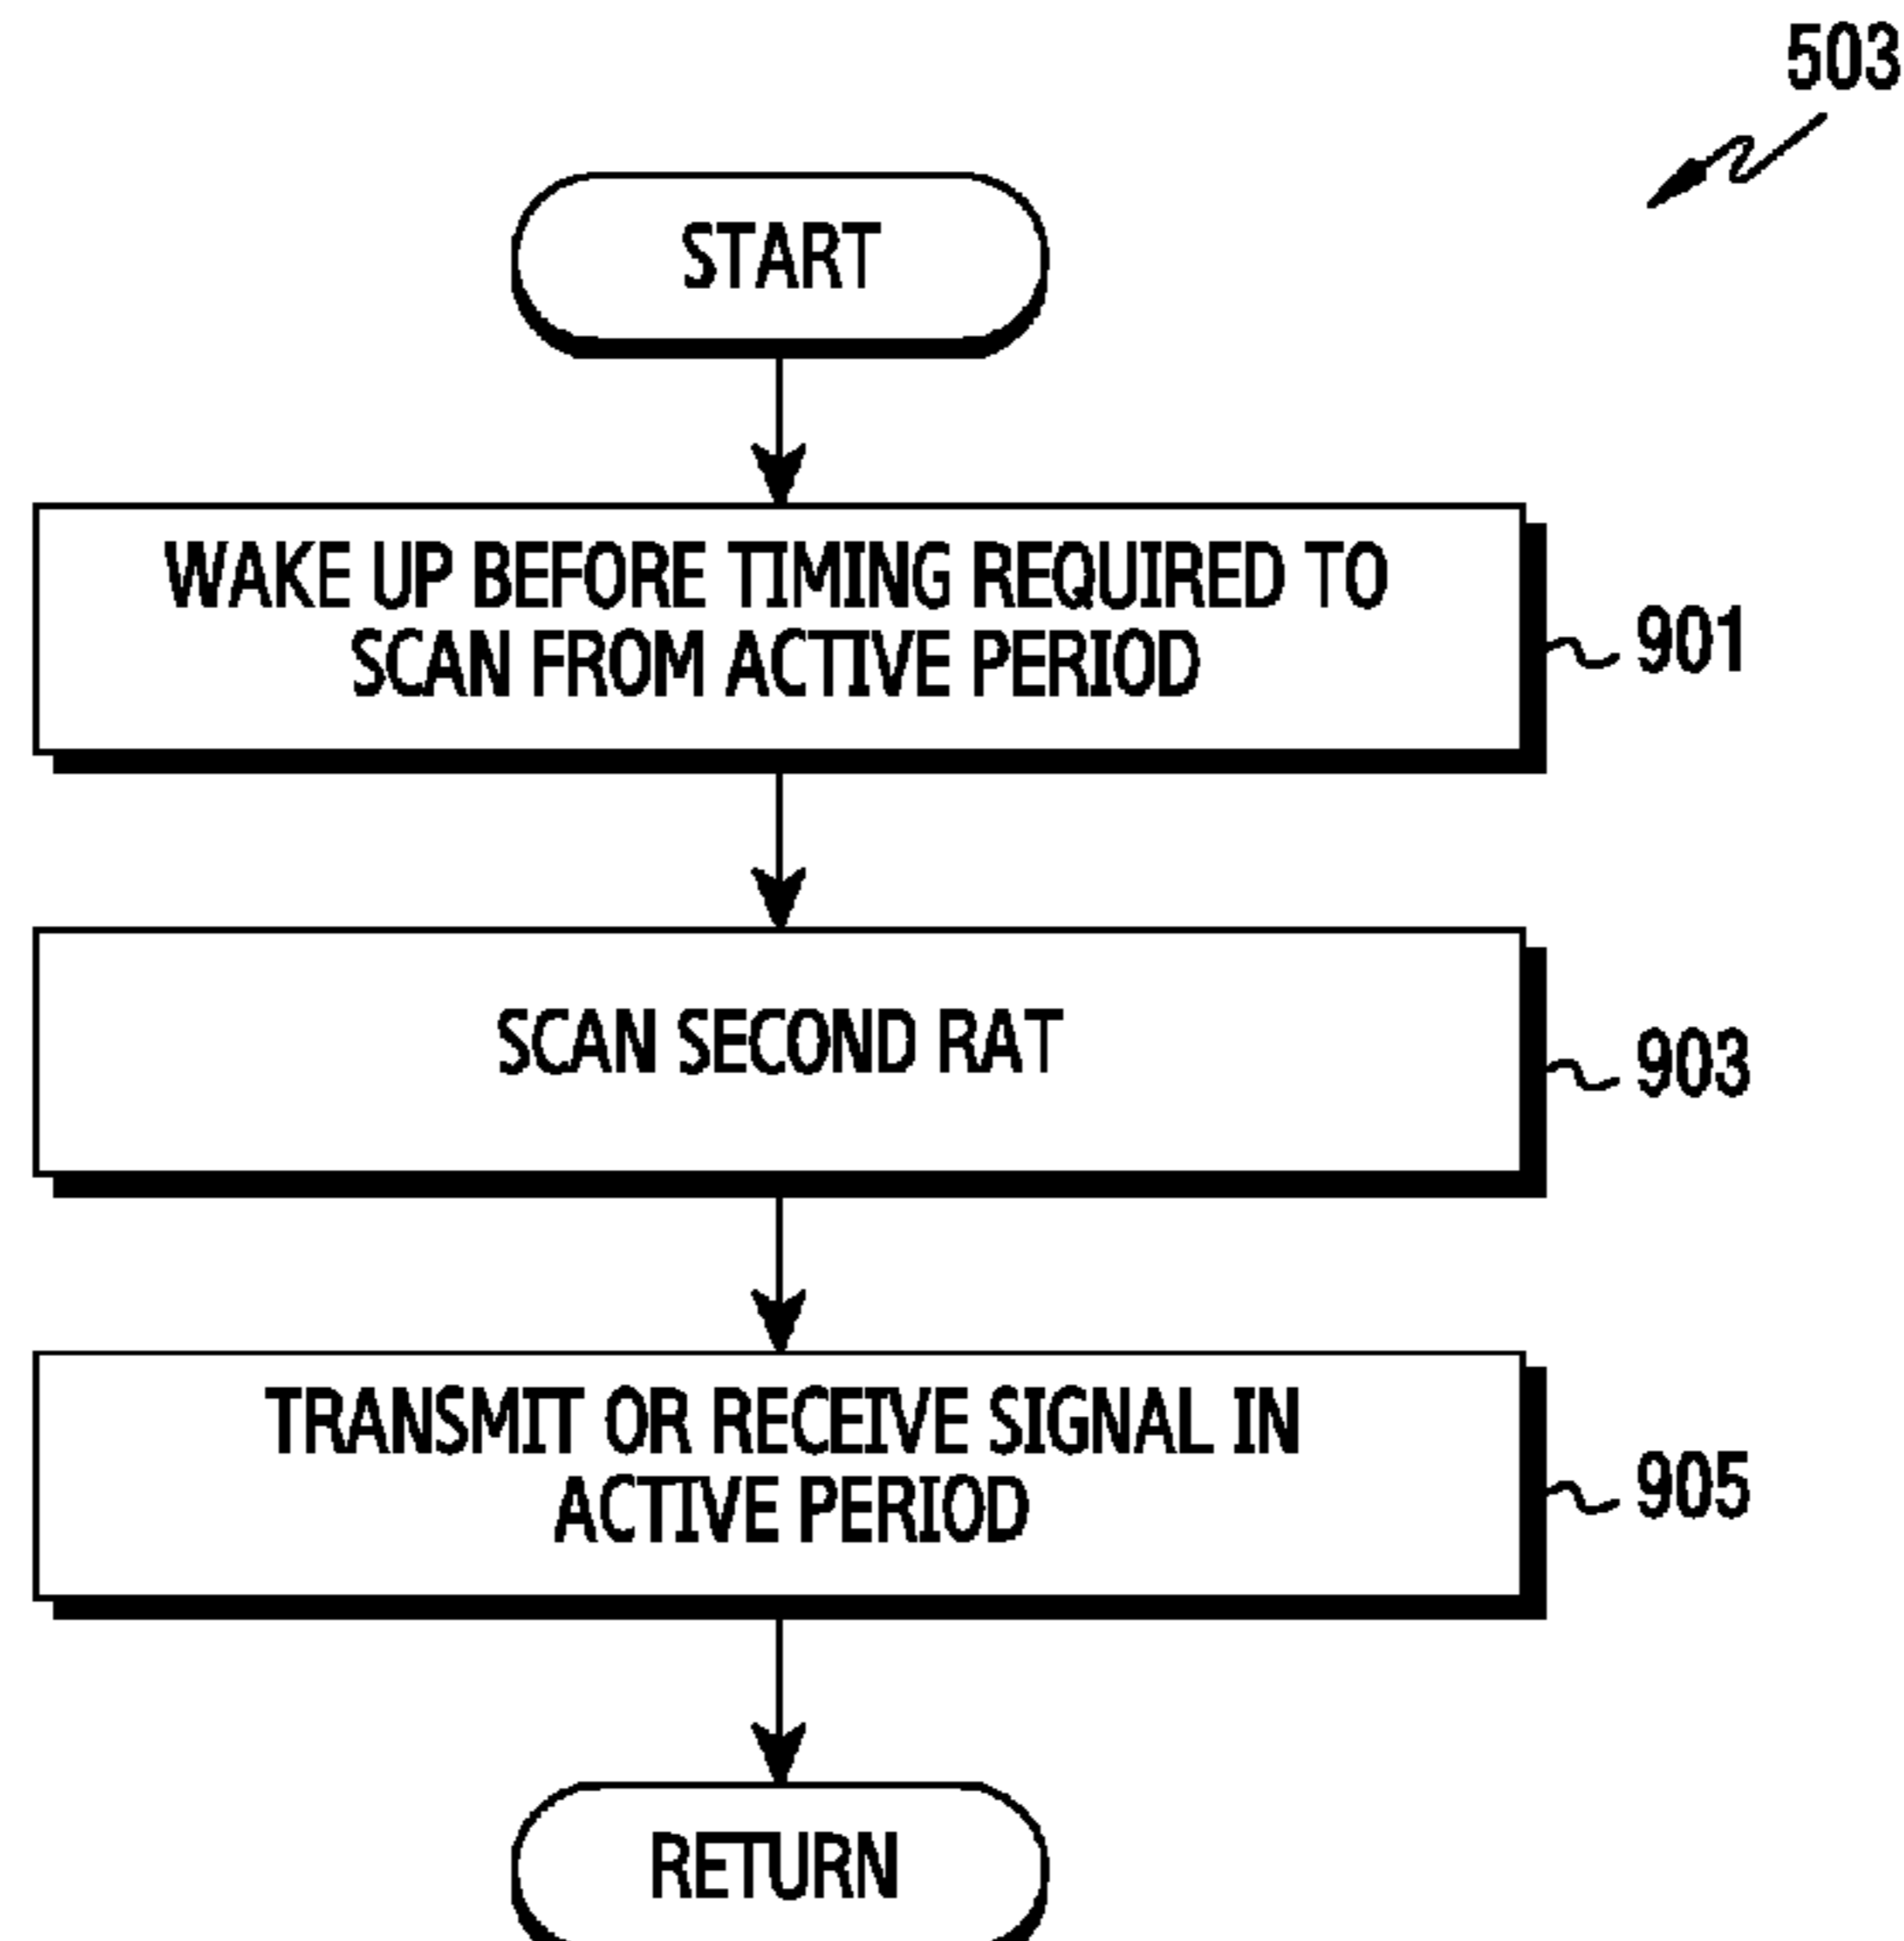 503
START
WAKE UP BEFORE TIMING REQUIRED TO
SCAN FROM ACTIVE PERIOD
901
SCAN SECOND RAT
903
TRANSMIT OR RECEIVE SIGNAL IN
ACTIVE PERIOD
905
RETURN